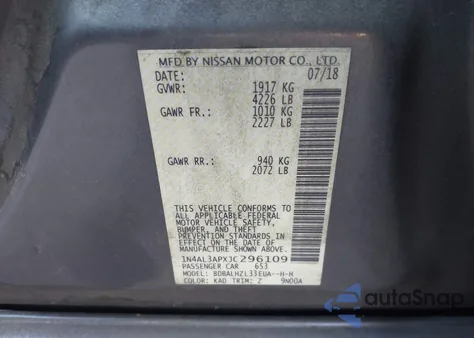 MFD BY NISSAN MOTOR CO., LTD.
DATE: 07/18
GVWR: 1917 KG
4226 LB
GAWR FR.: 1010 KG
2227 LB
GAWR RR.: 940 KG
2072 LB
THIS VEHICLE CONFORMS TO
ALL APPLICABLE FEDERAL
MOTOR VEHICLE SAFETY,
BUMPER, AND THEFT
PREVENTION STANDARDS
IN EFFECT ON THE DATE OF
MANUFACTURE SHOWN ABOVE.
1N4AL3APXJC296109
PASSENGER CAR 653
MODEL: BDBALHZL33EUA--H-H
COLOR: KAD TRIM: Z 9N00A
autoSnap